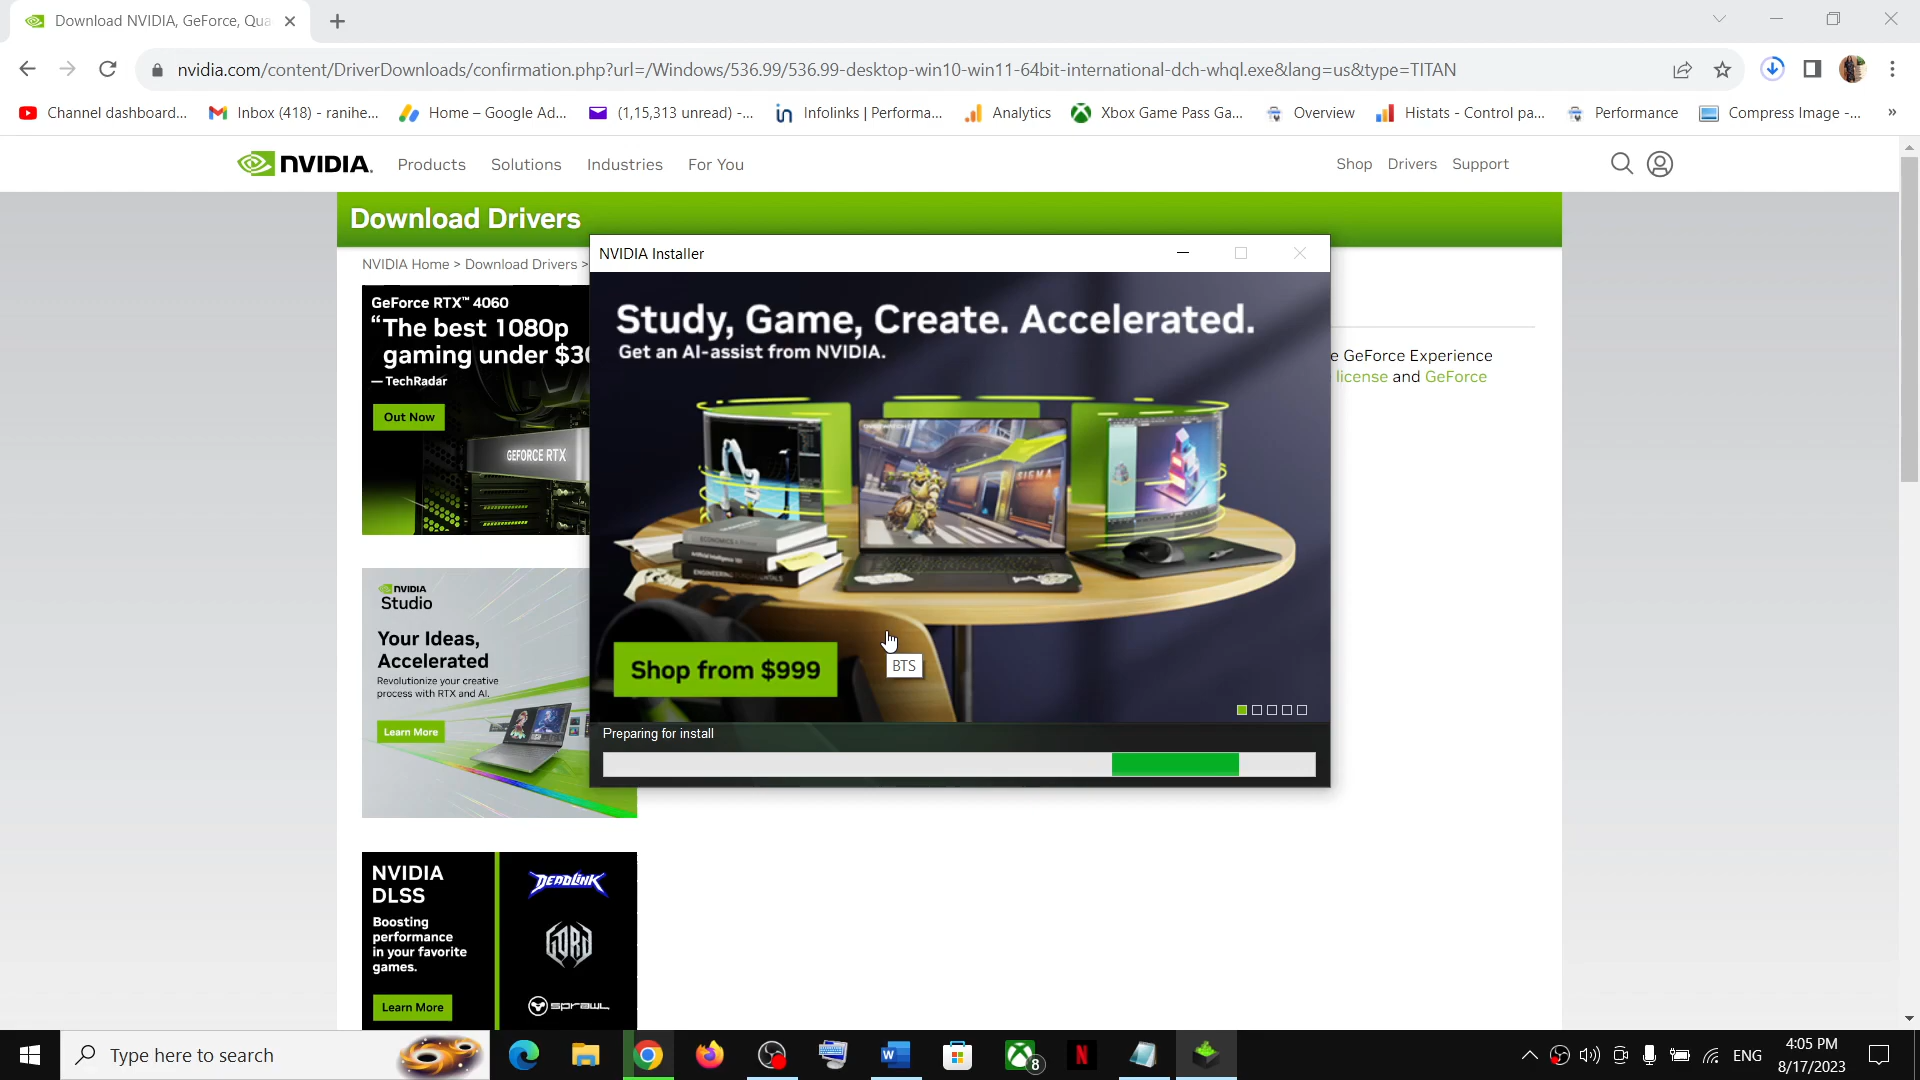 Download NVIDIA, GeForce, Qua
nvidia.com/content/DriverDownloads/confirmation.php?url=/Windows/536.99/536.99-desktop-win10-win11-64bit-international-dch-whql.exe&lang=us&type=TITAN
Channel dashboard...
Inbox (418) - ranihe...
Home – Google Ad...
(1,15,313 unread) -...
Infolinks | Performa...
Analytics
Xbox Game Pass Ga...
Overview
Histats - Control pa...
Performance
Compress Image -...
»
NVIDIA.
Products
Solutions
Industries
For You
Shop
Drivers
Support
Download Drivers
NVIDIA Home > Download Drivers >
NVIDIA Installer
GeForce RTX™ 4060
“The best 1080p
gaming under $30
— TechRadar
Out Now
GEFORCE RTX
Study, Game, Create. Accelerated.
Get an AI-assist from NVIDIA.
e GeForce Experience
license and GeForce
SIGMA
Shop from $999
BTS
Preparing for install
NVIDIA
Studio
Your Ideas,
Accelerated
Revolutionize your creative
process with RTX and AI.
Learn More
NVIDIA
DLSS
Boosting
performance
in your favorite
games.
Learn More
DEADLINK
GORD
SPRAWL
Type here to search
8
ENG
4:05 PM
8/17/2023